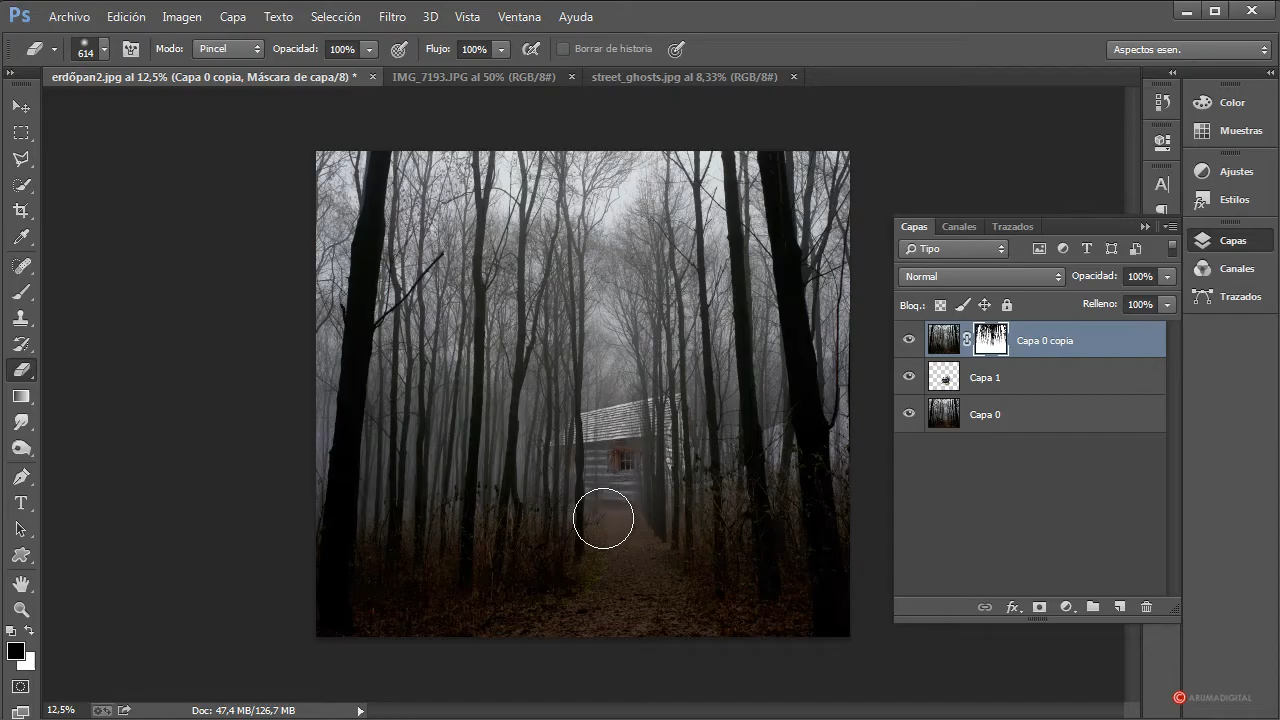 Ps Archivo Edición Imagen Capa Texto Selección Filtro 3D Vista Ventana Ayuda
614 Modo: Pincel Opacidad: 100% Flujo: 100% Borrar de historia Aspectos esen.
erdőpan2.jpg al 12,5% (Capa 0 copia, Máscara de capa/8) * × IMG_7193.JPG al 50% (RGB/8#) × street_ghosts.jpg al 8,33% (RGB/8#) ×
Color
Muestras
Ajustes
Estilos
Capas
Canales
Trazados
Capas Canales Trazados
Tipo
Normal Opacidad: 100%
Bloq.: Relleno: 100%
Capa 0 copia
Capa 1
Capa 0
fx
© ARUMADIGITAL
12,5% Doc: 47,4 MB/126,7 MB